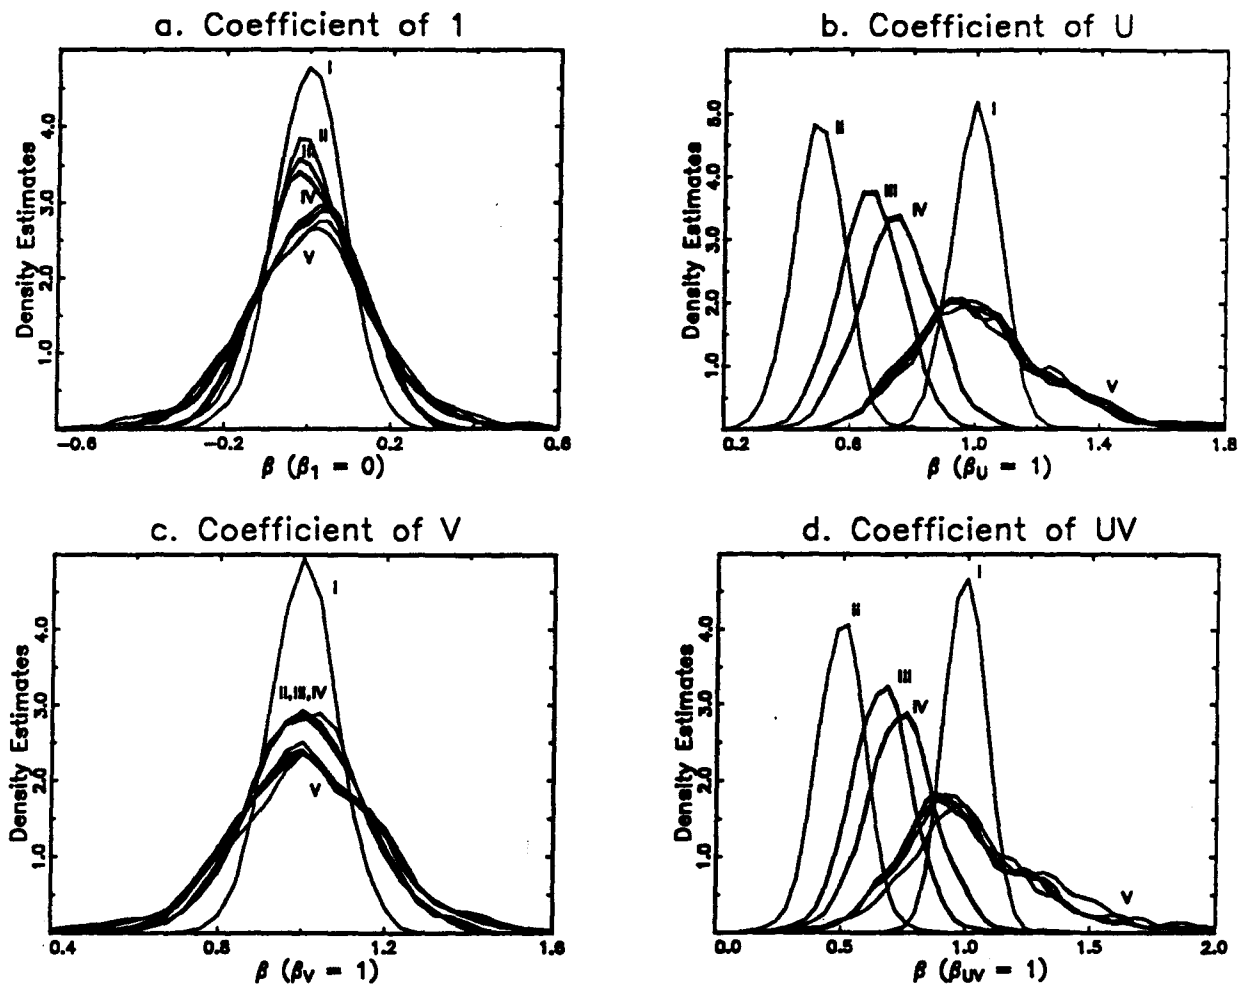 a. Coefficient of 1
Density Estimates
4.0
3.0
2.0
1.0
I
II
III
IV
V
−0.6
−0.2
0.2
0.6
β (β1 = 0)
b. Coefficient of U
Density Estimates
5.0
4.0
3.0
2.0
1.0
II
III
IV
I
V
0.2
0.6
1.0
1.4
1.8
β (βU = 1)
c. Coefficient of V
Density Estimates
4.0
3.0
2.0
1.0
I
II,III,IV
V
0.4
0.8
1.2
1.6
β (βV = 1)
d. Coefficient of UV
Density Estimates
4.0
3.0
2.0
1.0
II
III
IV
I
V
0.0
0.5
1.0
1.5
2.0
β (βUV = 1)